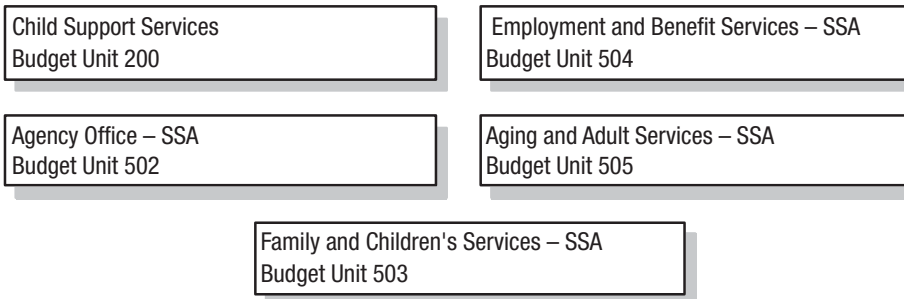 Child Support Services
Budget Unit 200
Employment and Benefit Services – SSA
Budget Unit 504
Agency Office – SSA
Budget Unit 502
Aging and Adult Services – SSA
Budget Unit 505
Family and Children's Services – SSA
Budget Unit 503